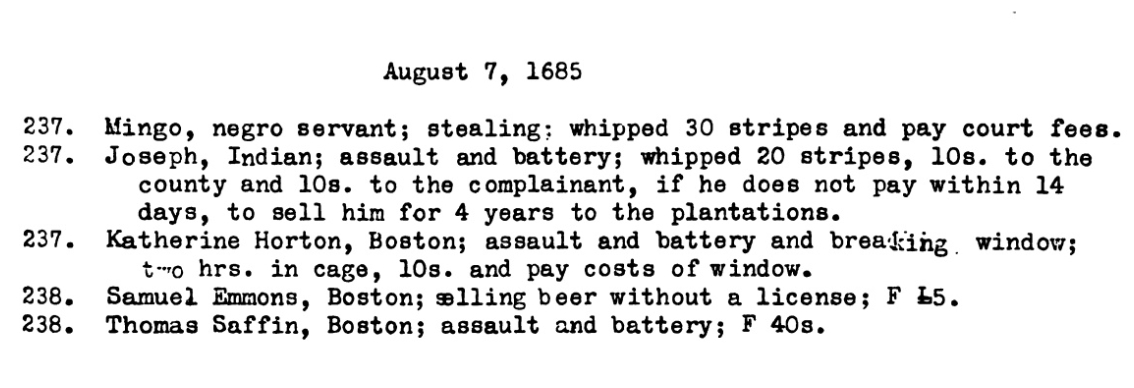 August 7, 1685
237. Mingo, negro servant; stealing; whipped 30 stripes and pay court fees.
237. Joseph, Indian; assault and battery; whipped 20 stripes, 10s. to the
county and 10s. to the complainant, if he does not pay within 14
days, to sell him for 4 years to the plantations.
237. Katherine Horton, Boston; assault and battery and breaking window;
two hrs. in cage, 10s. and pay costs of window.
238. Samuel Emmons, Boston; selling beer without a license; F £5.
238. Thomas Saffin, Boston; assault and battery; F 40s.